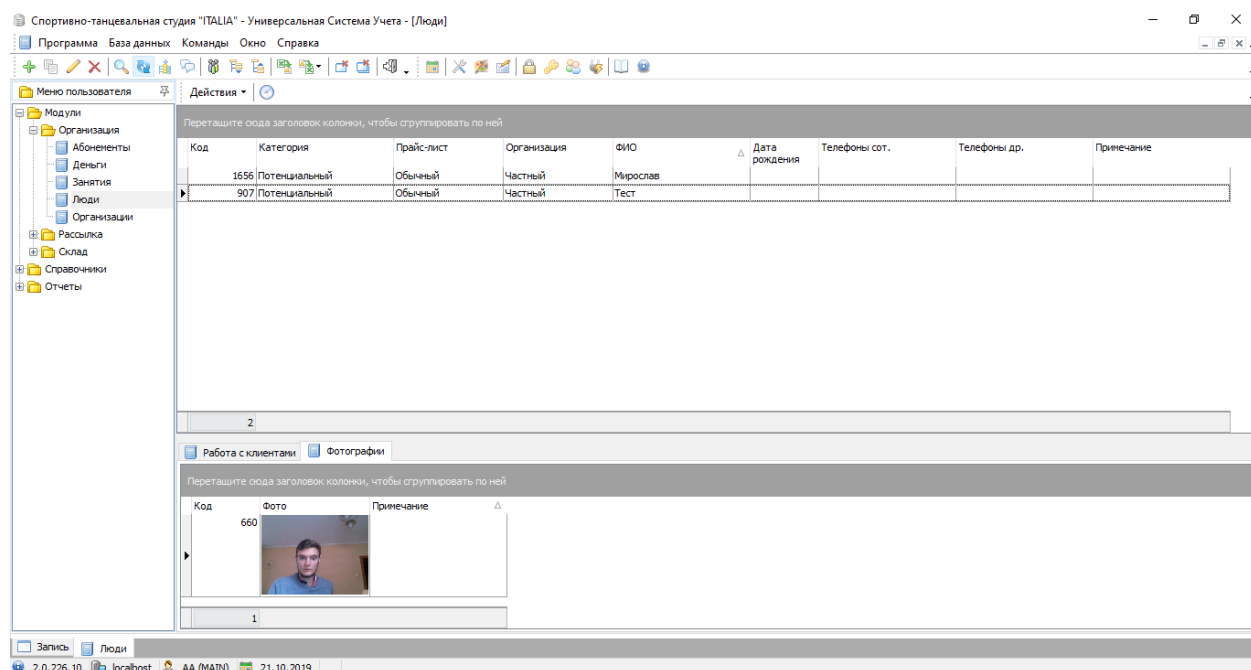 Спортивно-танцевальная студия "ITALIA" - Универсальная Система Учета - [Люди]
Программа База данных Команды Окно Справка
Меню пользователя
Действия
Модули
Организация
Абонементы
Деньги
Занятия
Люди
Организации
Рассылка
Склад
Справочники
Отчеты
Перетащите сюда заголовок колонки, чтобы сгруппировать по ней
Код Категория Прайс-лист Организация ФИО Дата рождения Телефоны сот. Телефоны др. Примечание
1656 Потенциальный Обычный Частный Мирослав
907 Потенциальный Обычный Частный Тест
2
Работа с клиентами Фотографии
Перетащите сюда заголовок колонки, чтобы сгруппировать по ней
Код Фото Примечание
660
1
Запись Люди
2.0.226.10 localhost AA (MAIN) 21.10.2019